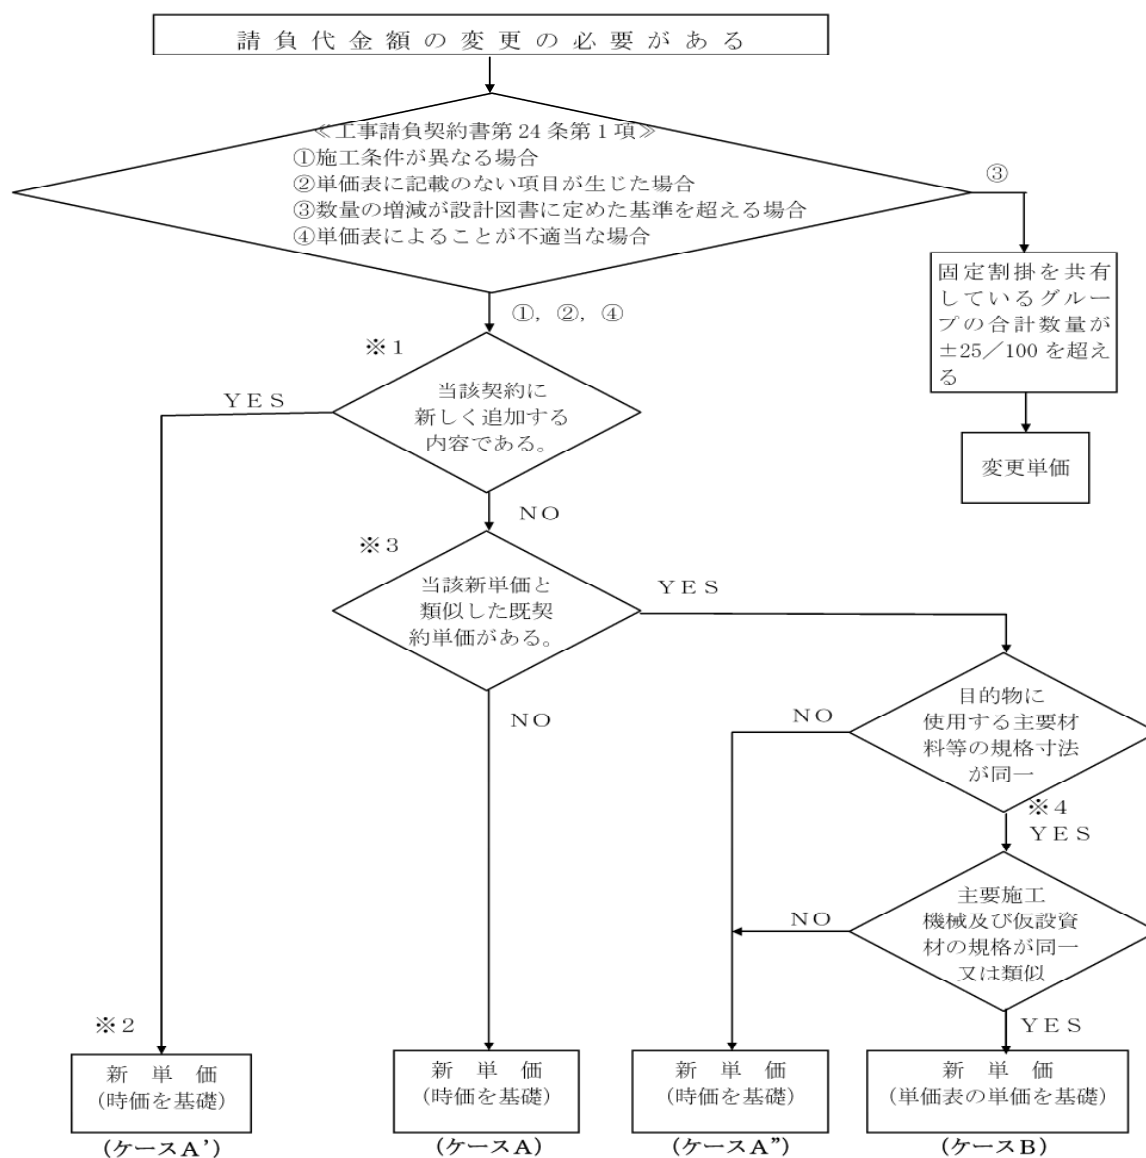 請負代金額の変更の必要がある
≪工事請負契約書第24条第1項≫
①施工条件が異なる場合
②単価表に記載のない項目が生じた場合
③数量の増減が設計図書に定めた基準を超える場合
④単価表によることが不適当な場合
③
固定割掛を共有
しているグルー
プの合計数量が
±25／100を超え
る
変更単価
①，②，④
※1
当該契約に
新しく追加する
内容である。
YES
NO
※3
当該新単価と
類似した既契
約単価がある。
YES
NO
目的物に
使用する主要材
料等の規格寸法
が同一
NO
※4
YES
主要施工
機械及び仮設資
材の規格が同一
又は類似
NO
YES
※2
新単価
(時価を基礎)
(ケースA’)
新単価
(時価を基礎)
(ケースA)
新単価
(時価を基礎)
(ケースA”)
新単価
(単価表の単価を基礎)
(ケースB)